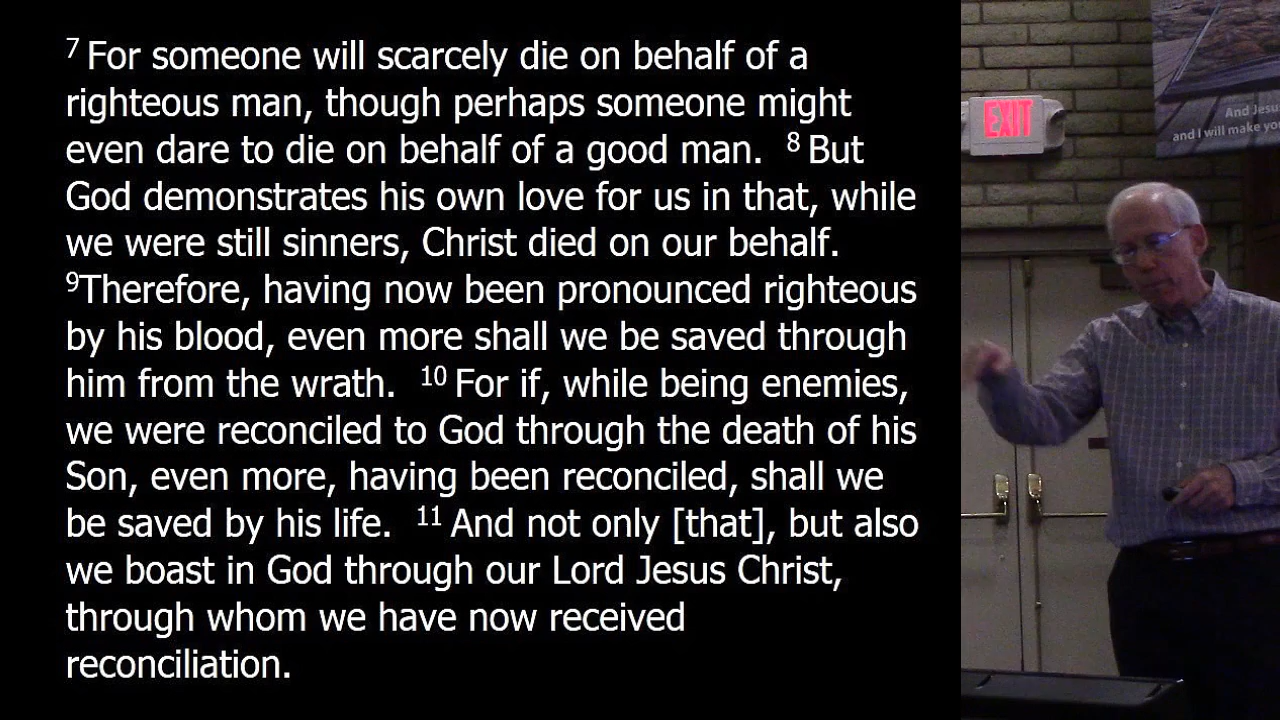 7 For someone will scarcely die on behalf of a
righteous man, though perhaps someone might
even dare to die on behalf of a good man. 8 But
God demonstrates his own love for us in that, while
we were still sinners, Christ died on our behalf.
9Therefore, having now been pronounced righteous
by his blood, even more shall we be saved through
him from the wrath. 10 For if, while being enemies,
we were reconciled to God through the death of his
Son, even more, having been reconciled, shall we
be saved by his life. 11 And not only [that], but also
we boast in God through our Lord Jesus Christ,
through whom we have now received
reconciliation.
EXIT
And Jesus
and I will make you